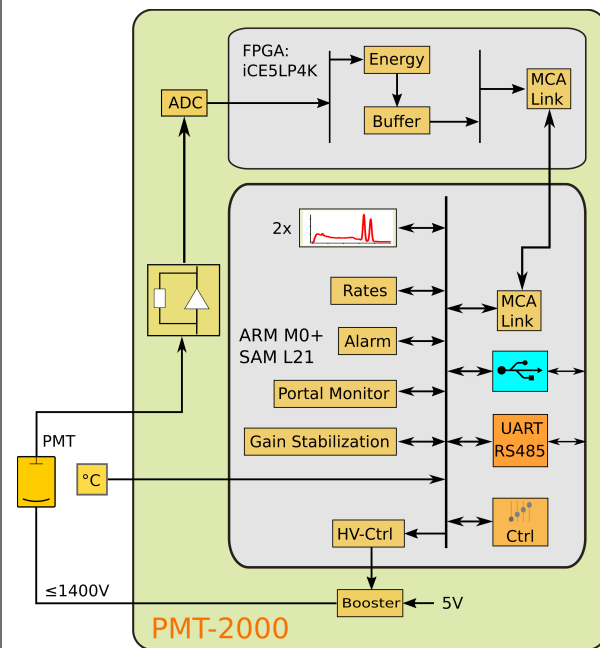 FPGA:
iCE5LP4K
Energy
Buffer
MCA
Link
ADC
2x
Rates
ARM M0+
SAM L21
Alarm
Portal Monitor
Gain Stabilization
MCA
Link
UART
RS485
PMT
°C
HV-Ctrl
Ctrl
≤1400V
Booster
5V
PMT-2000